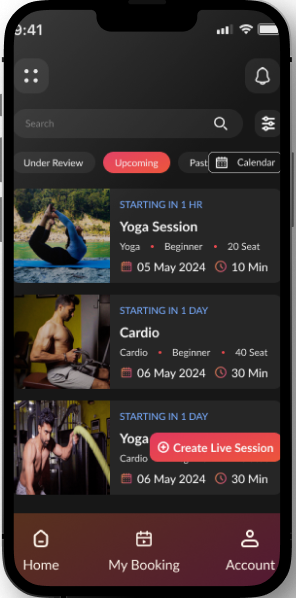 9:41
Search
Under Review
Upcoming
Past
Calendar
STARTING IN 1 HR
Yoga Session
Yoga • Beginner • 20 Seat
05 May 2024 10 Min
STARTING IN 1 DAY
Cardio
Cardio • Beginner • 40 Seat
06 May 2024 30 Min
STARTING IN 1 DAY
Yoga
Create Live Session
Cardio
06 May 2024 30 Min
Home
My Booking
Account